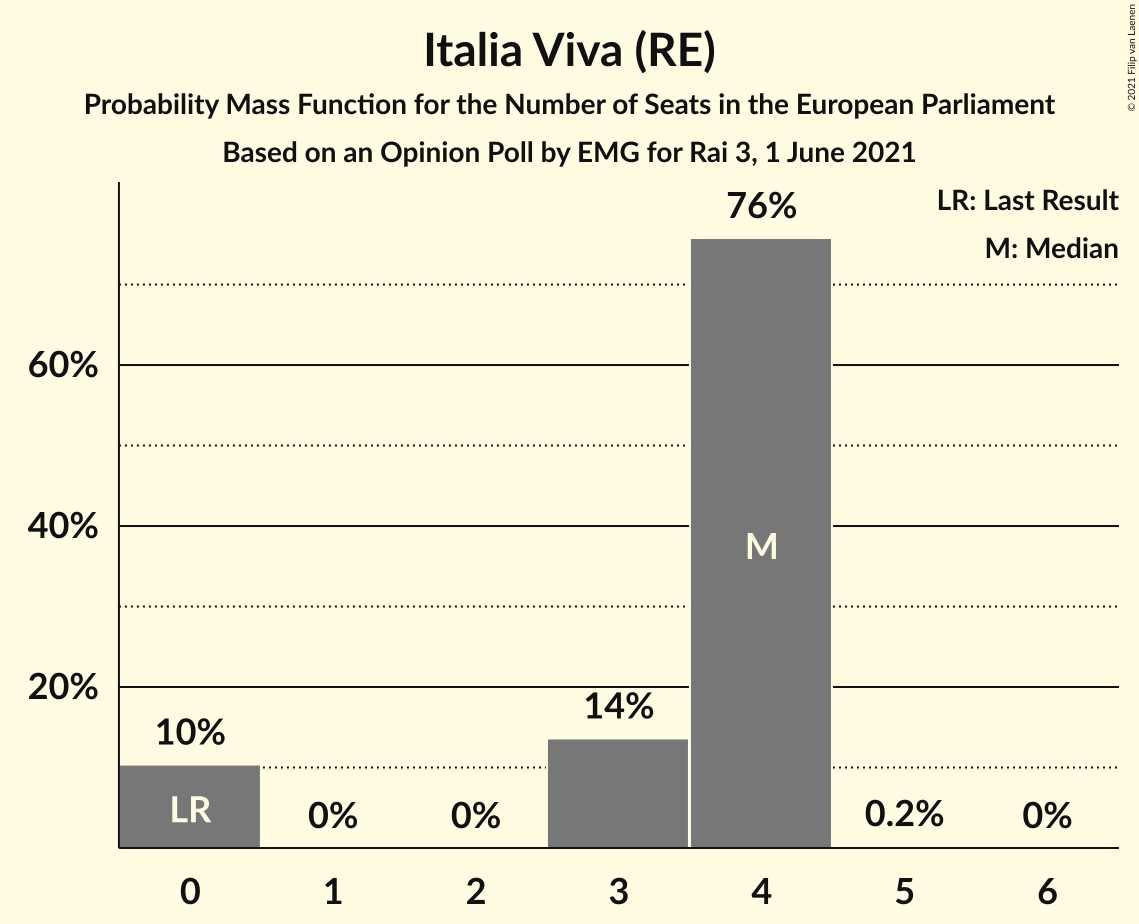 Italia Viva (RE)
Probability Mass Function for the Number of Seats in the European Parliament
Based on an Opinion Poll by EMG for Rai 3, 1 June 2021
© 2021 Filip van Laenen
LR: Last Result
M: Median
60%
40%
20%
10%
0%
0%
14%
76%
0.2%
0%
LR
M
0 1 2 3 4 5 6